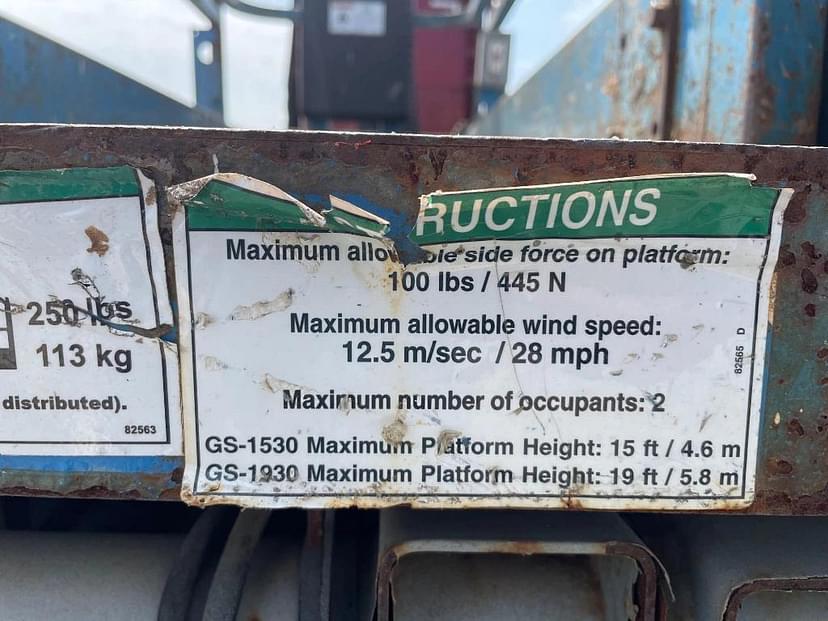 250 lbs
113 kg
distributed).
82563
RUCTIONS
Maximum allowable side force on platform:
100 lbs / 445 N
Maximum allowable wind speed:
12.5 m/sec / 28 mph
Maximum number of occupants: 2
GS-1530 Maximum Platform Height: 15 ft / 4.6 m
GS-1930 Maximum Platform Height: 19 ft / 5.8 m
82565 D